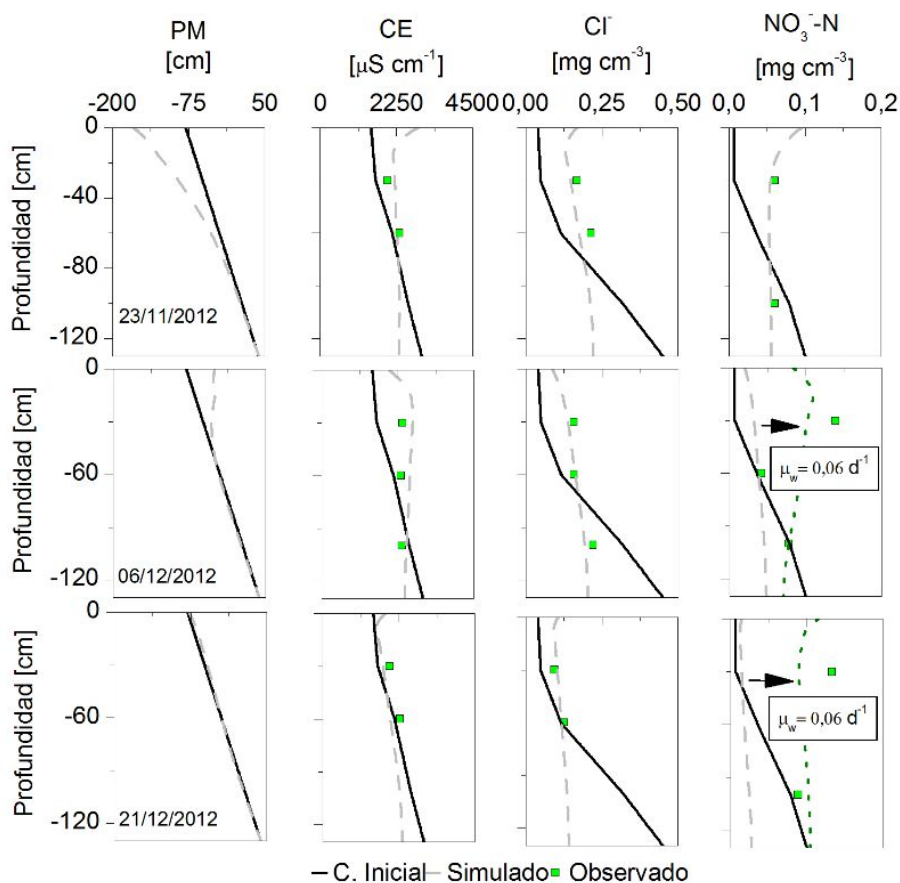 PM
[cm]
CE
[μS cm⁻¹]
Cl⁻
[mg cm⁻³]
NO₃⁻-N
[mg cm⁻³]
-200 -75 50
0 2250 4500
0,00 0,25 0,50
0,0 0,1 0,2
Profundidad [cm]
0
-40
-80
-120
23/11/2012
Profundidad [cm]
0
-60
-120
06/12/2012
μw= 0,06 d⁻¹
Profundidad [cm]
0
-60
-120
21/12/2012
μw= 0,06 d⁻¹
C. Inicial Simulado Observado